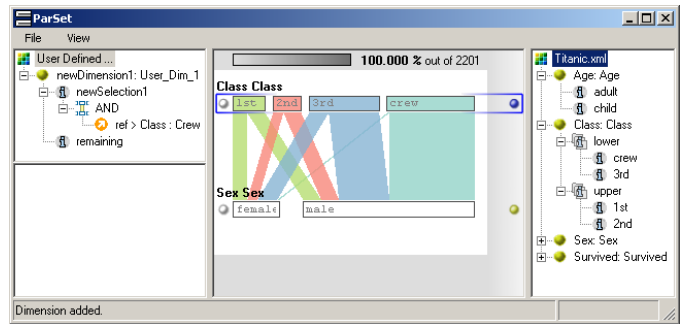 ParSet
File View
User Defined ...
newDimension1: User_Dim_1
newSelection1
AND
ref > Class : Crew
remaining
100.000 % out of 2201
Class Class
1st 2nd 3rd crew
Sex Sex
female male
Titanic.xml
Age: Age
adult
child
Class: Class
lower
crew
3rd
upper
1st
2nd
Sex: Sex
Survived: Survived
Dimension added.